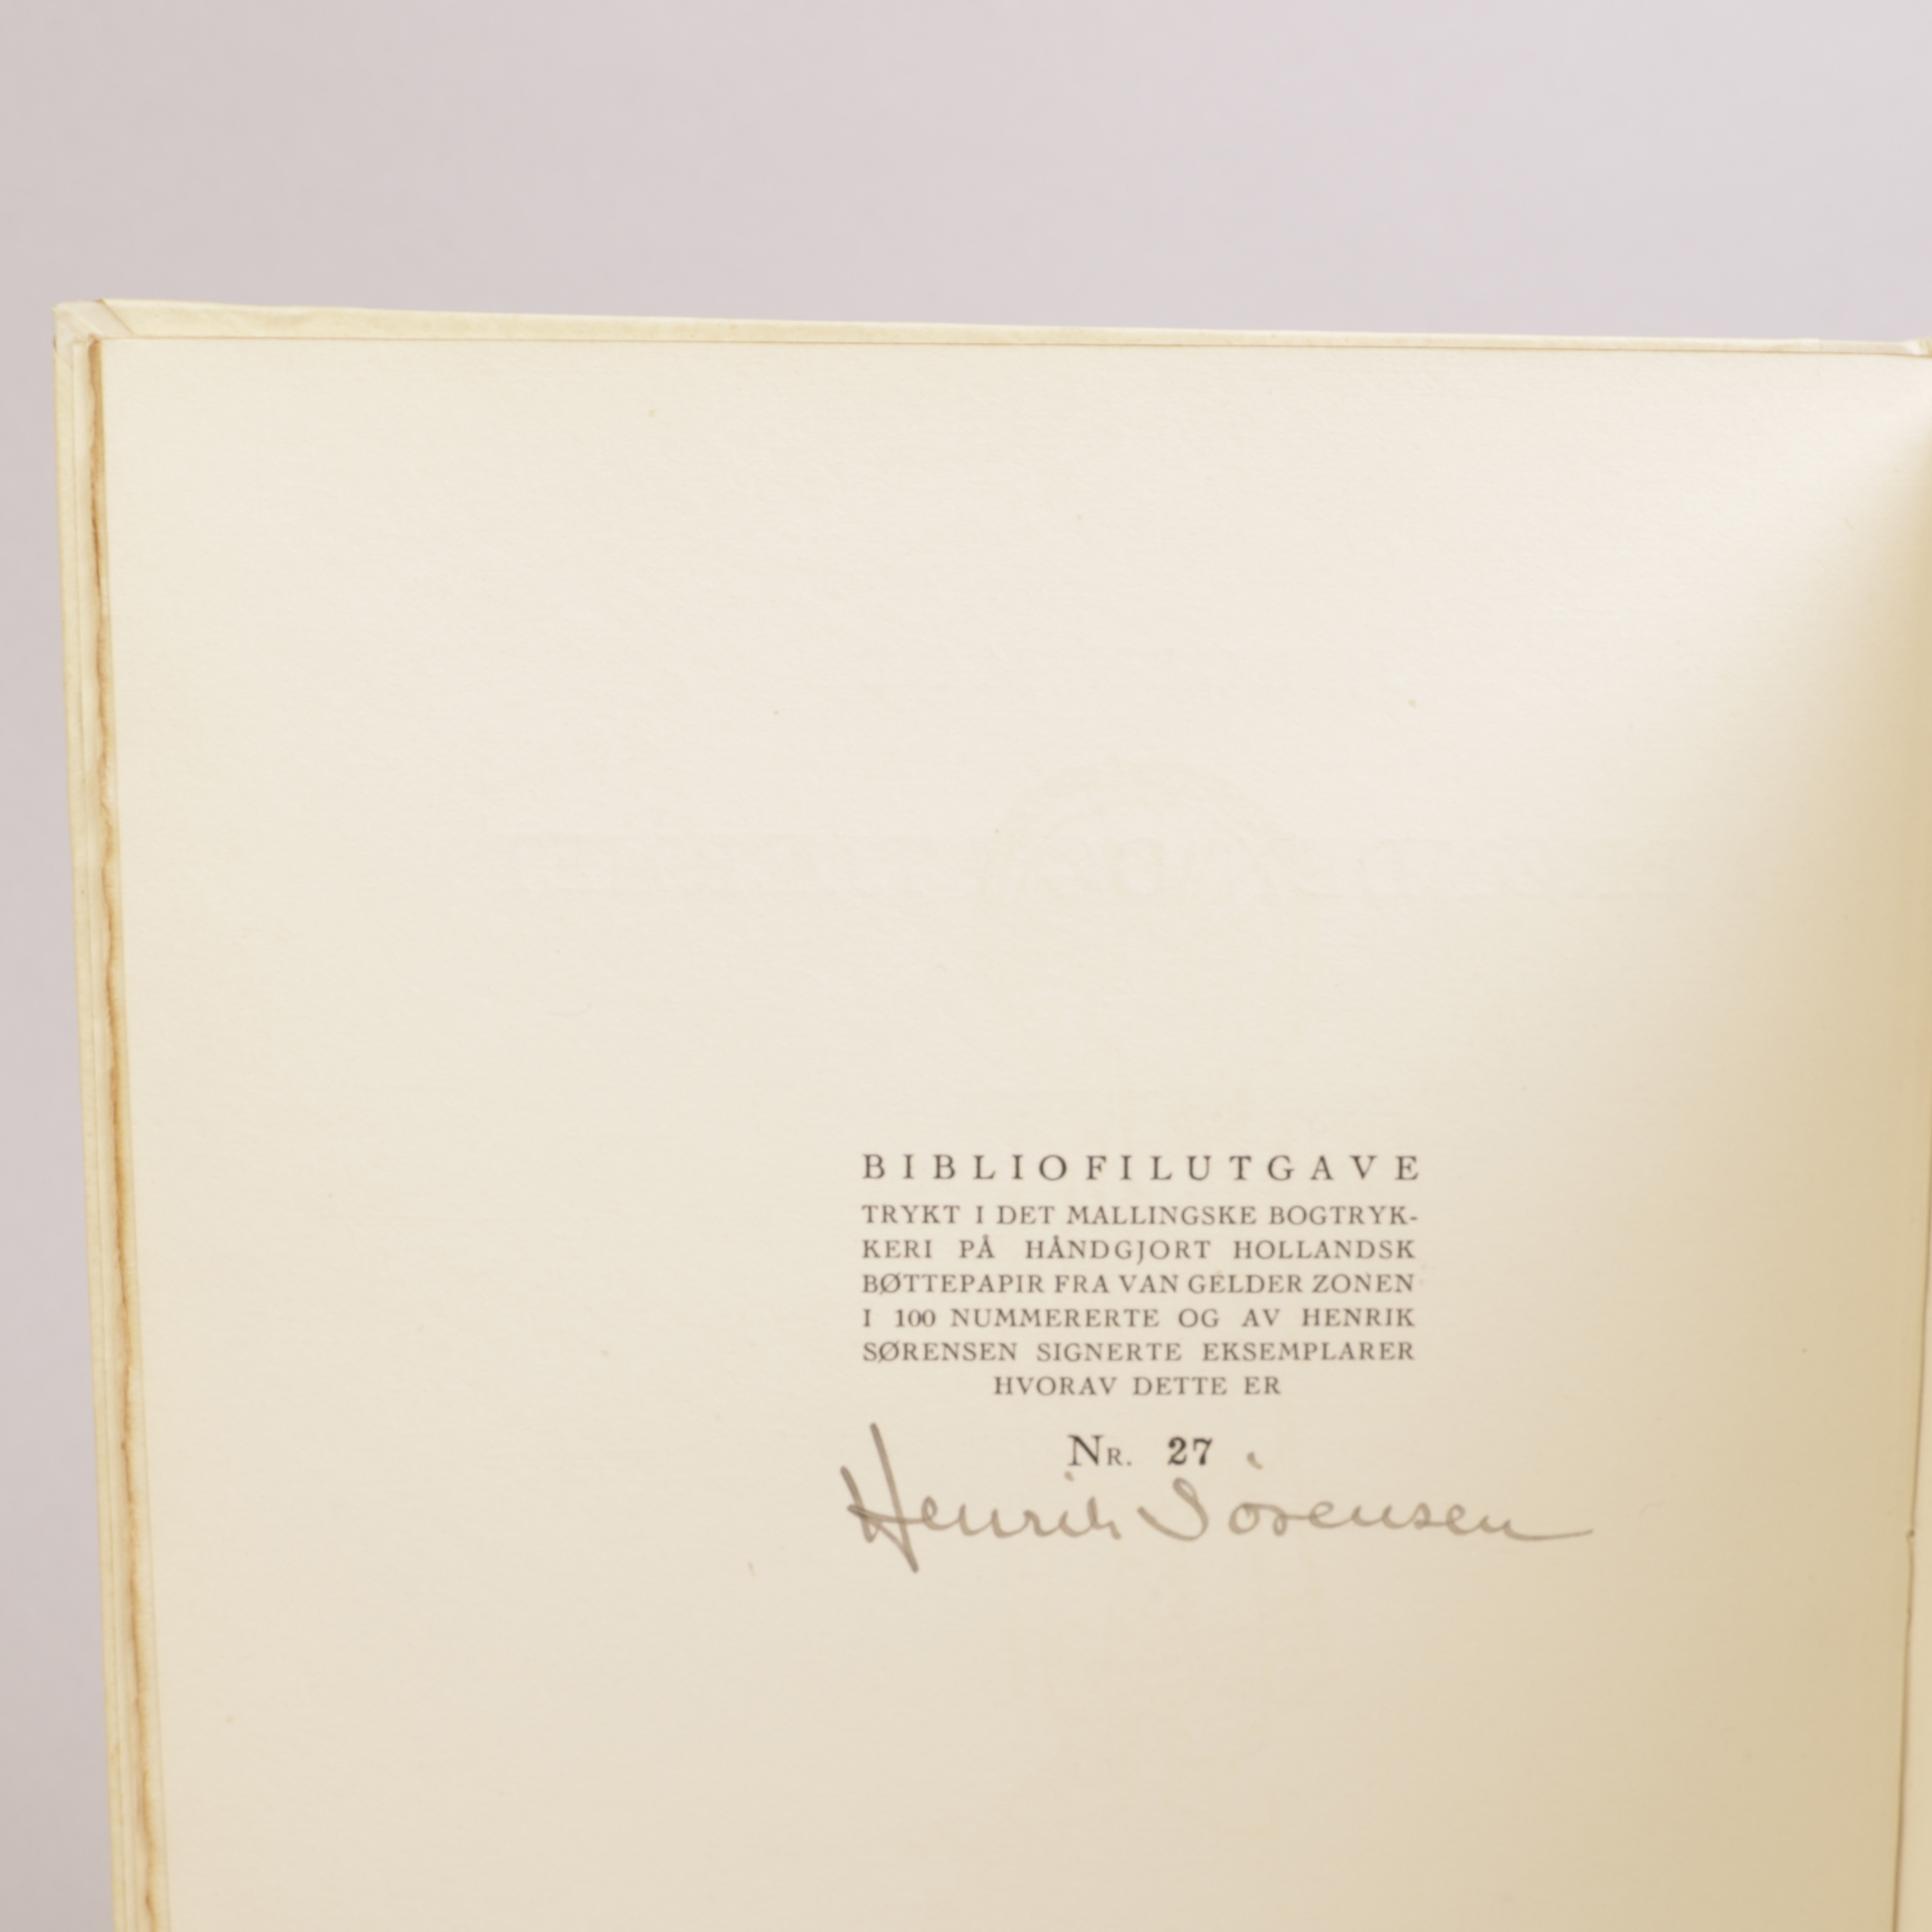 BIBLIOFILUTGAVE
TRYKT I DET MALLINGSKE BOGTRYK-
KERI PÅ HÅNDGJORT HOLLANDSK
BØTTEPAPIR FRA VAN GELDER ZONEN
I 100 NUMMERERTE OG AV HENRIK
SØRENSEN SIGNERTE EKSEMPLARER
HVORAV DETTE ER
NR. 27
Henrik Sörensen